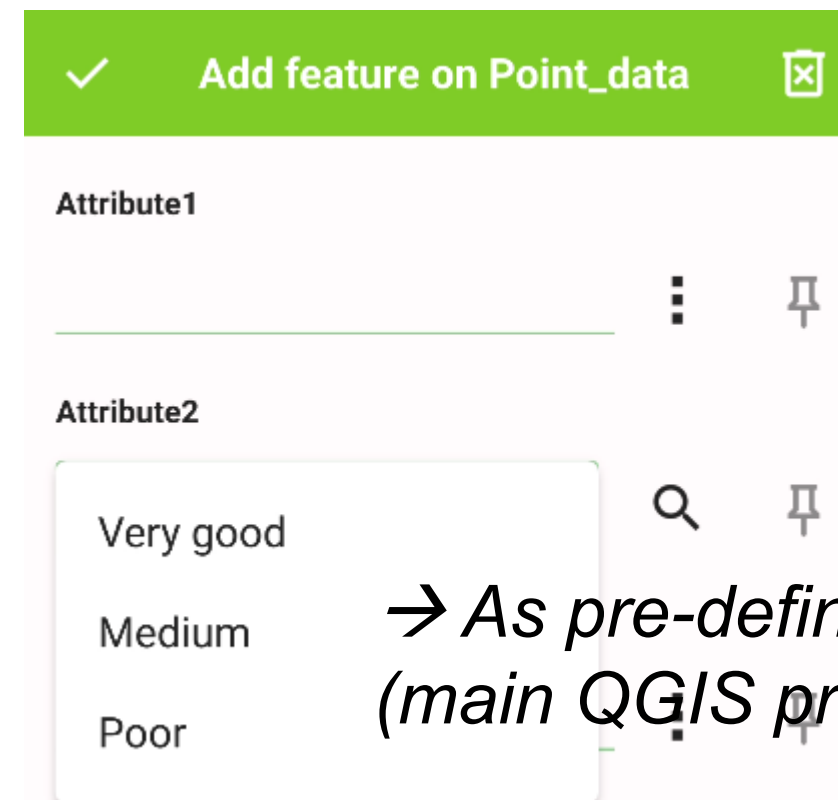 Add feature on Point_data
Attribute1
Attribute2
Very good
Medium
→ As pre-defin
(main QGIS pr
Poor